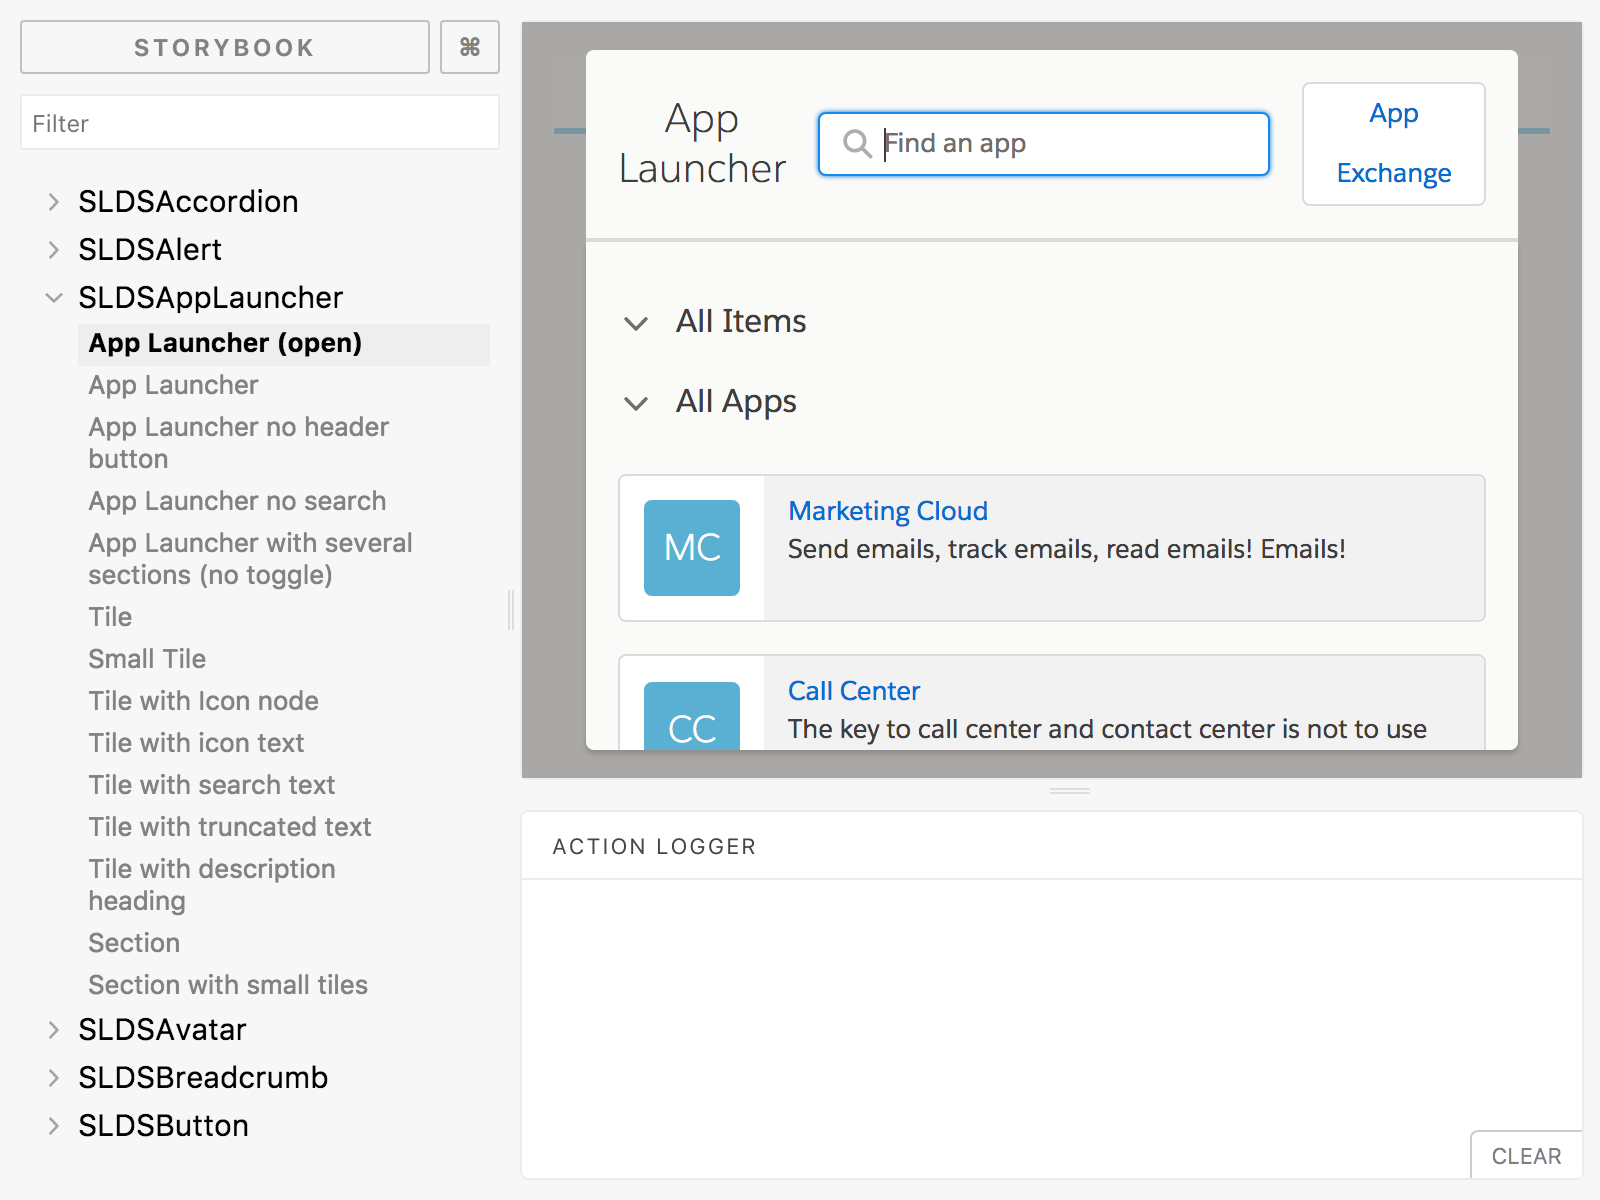 STORYBOOK
⌘
Filter
SLDSAccordion
SLDSAlert
SLDSAppLauncher
App Launcher (open)
App Launcher
App Launcher no header
button
App Launcher no search
App Launcher with several
sections (no toggle)
Tile
Small Tile
Tile with Icon node
Tile with icon text
Tile with search text
Tile with truncated text
Tile with description
heading
Section
Section with small tiles
SLDSAvatar
SLDSBreadcrumb
SLDSButton
App
Launcher
Find an app
App
Exchange
All Items
All Apps
MC
Marketing Cloud
Send emails, track emails, read emails! Emails!
CC
Call Center
The key to call center and contact center is not to use
ACTION LOGGER
CLEAR